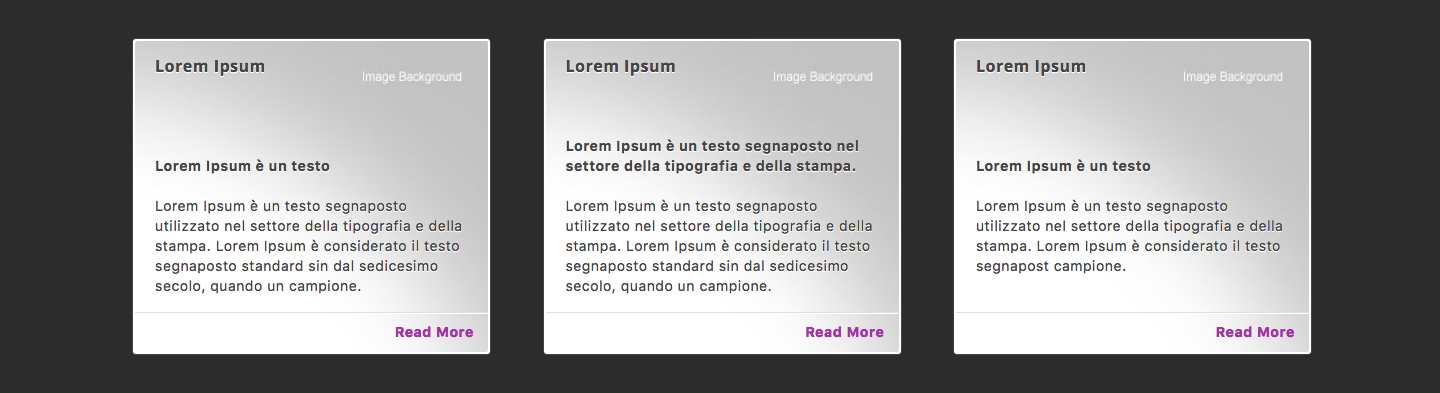 Lorem Ipsum
Image Background
Lorem Ipsum è un testo
Lorem Ipsum è un testo segnaposto
utilizzato nel settore della tipografia e della
stampa. Lorem Ipsum è considerato il testo
segnaposto standard sin dal sedicesimo
secolo, quando un campione.
Read More
Lorem Ipsum
Image Background
Lorem Ipsum è un testo segnaposto nel
settore della tipografia e della stampa.
Lorem Ipsum è un testo segnaposto
utilizzato nel settore della tipografia e della
stampa. Lorem Ipsum è considerato il testo
segnaposto standard sin dal sedicesimo
secolo, quando un campione.
Read More
Lorem Ipsum
Image Background
Lorem Ipsum è un testo
Lorem Ipsum è un testo segnaposto
utilizzato nel settore della tipografia e della
stampa. Lorem Ipsum è considerato il testo
segnapost campione.
Read More